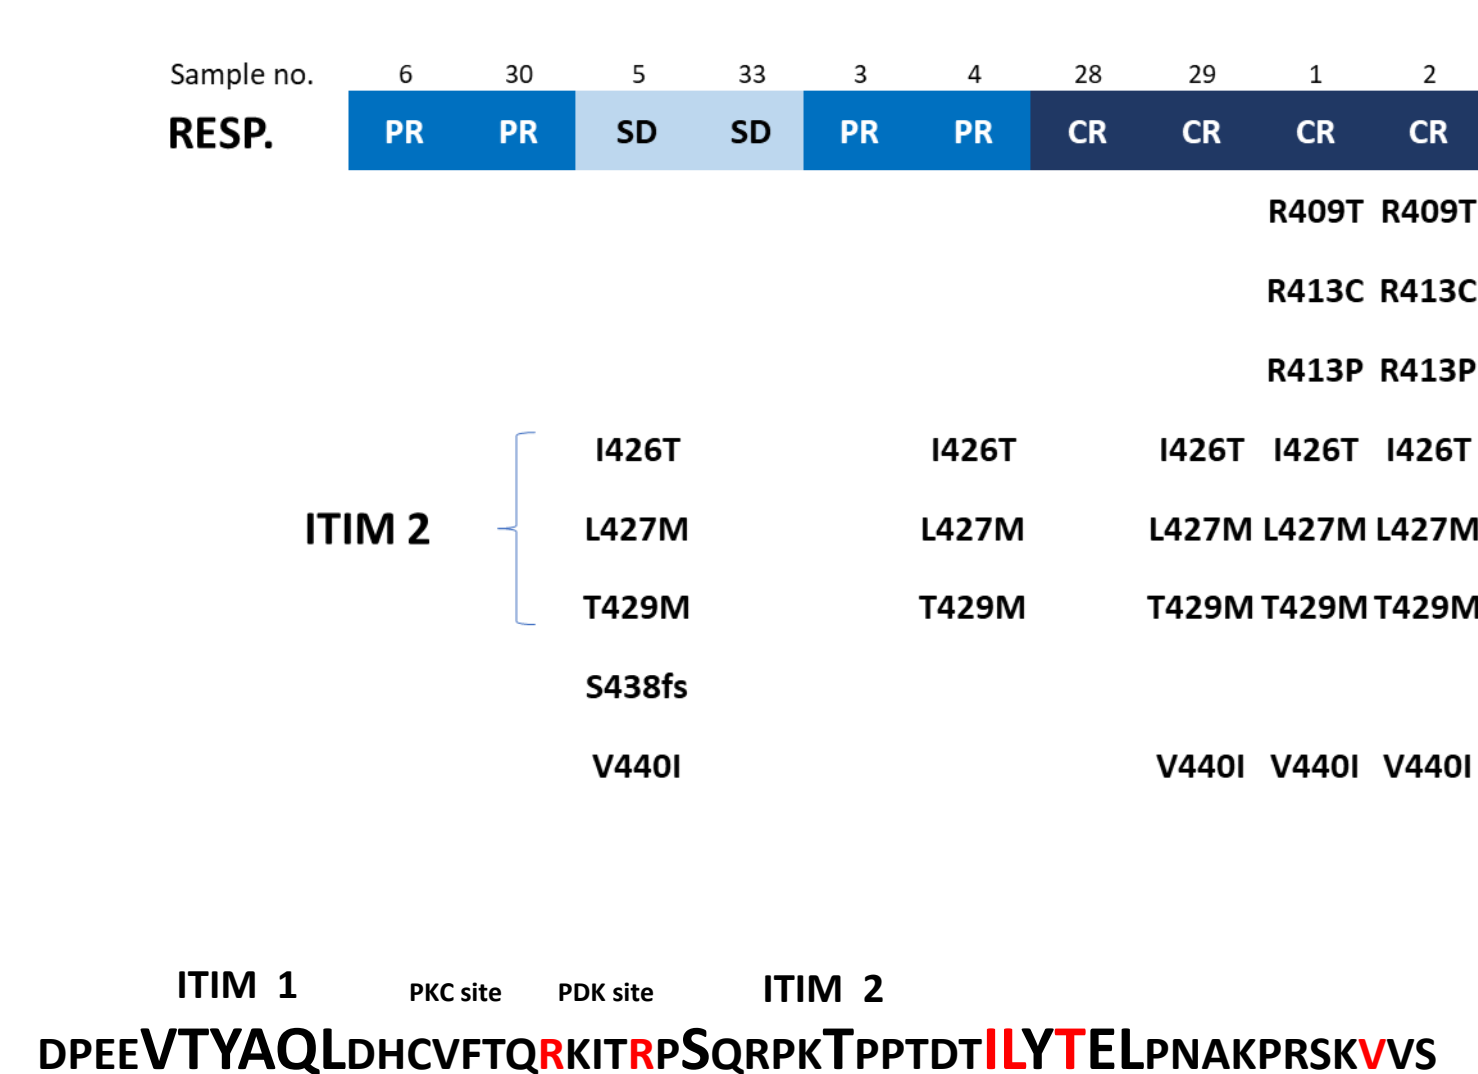 Sample no. 6 30 5 33 3 4 28 29 1 2
RESP. PR PR SD SD PR PR CR CR CR CR
R409T R409T
R413C R413C
R413P R413P
I426T I426T I426T I426T I426T
ITIM 2 L427M L427M L427M L427M L427M
T429M T429M T429M T429M T429M
S438fs
V440I V440I V440I V440I
ITIM 1 PKC site PDK site ITIM 2
DPEEVTYAQLDHCVFTQRKITRPSQRPKTPPTDTILYTELPNAKPRSKVVS